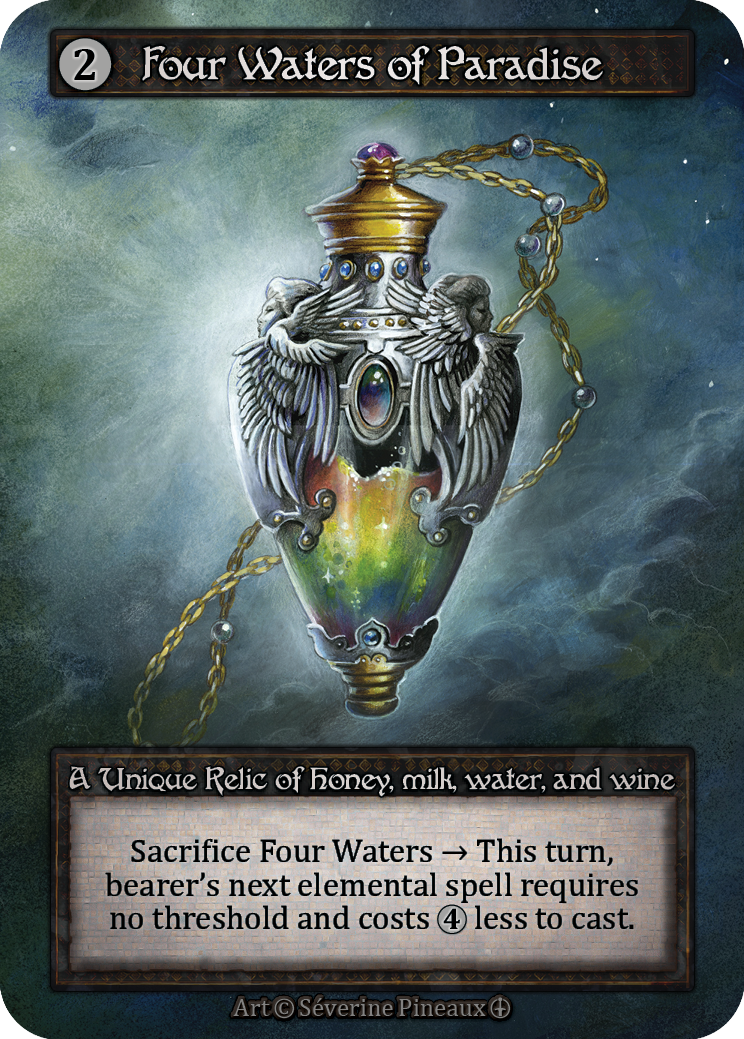 2 Four Waters of Paradise
A Unique Relic of Honey, milk, water, and wine
Sacrifice Four Waters → This turn,
bearer's next elemental spell requires
no threshold and costs ④ less to cast.
Art © Séverine Pineaux